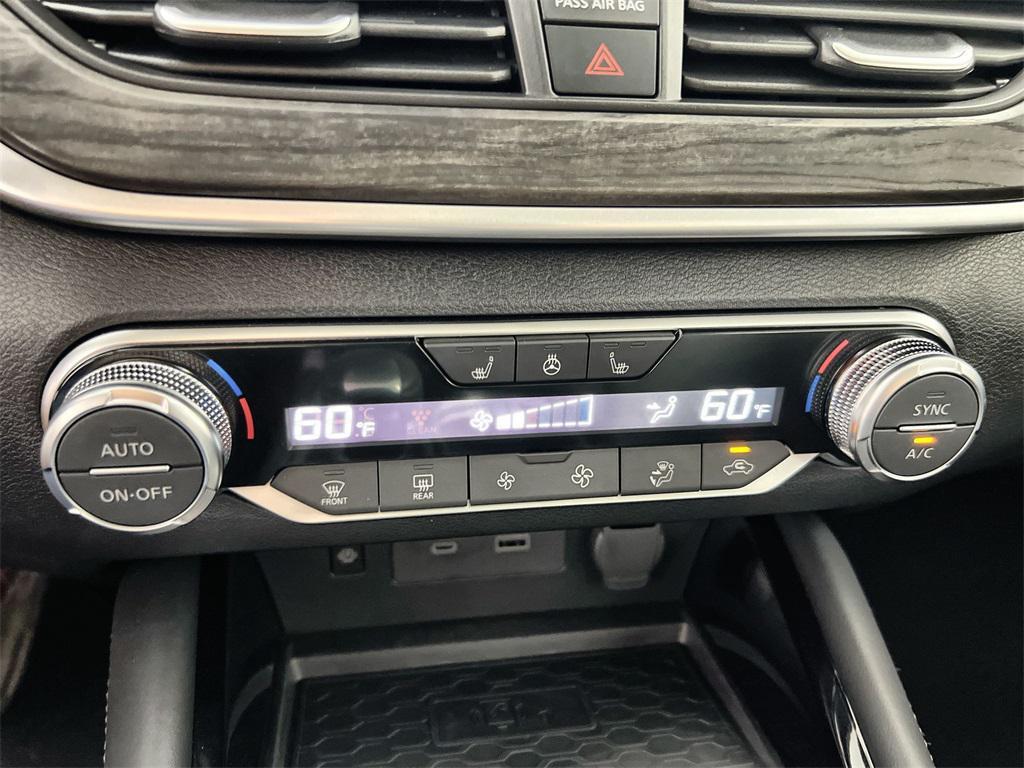 PASS AIR BAG
60 °F
60 °F
AUTO
ON·OFF
FRONT
REAR
SYNC
A/C